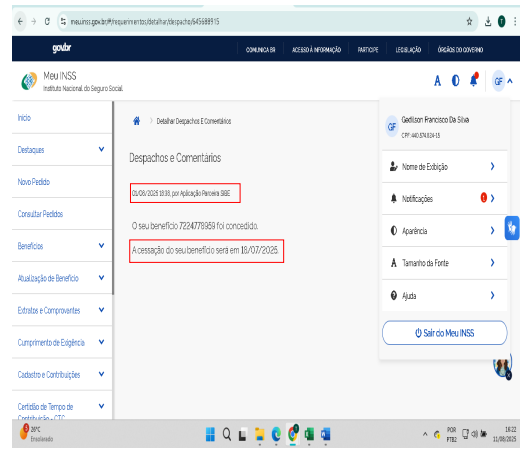 meu.inss.gov.br/#/requerimentos/detalhar/despacho/645688915
gov.br
COMUNICA BR ACESSO À INFORMAÇÃO PARTICIPE LEGISLAÇÃO ÓRGÃOS DO GOVERNO
Meu INSS
Instituto Nacional do Seguro Social
A GF
Início
Destaques
Novo Pedido
Consultar Pedidos
Benefícios
Atualização de Benefício
Extratos e Comprovantes
Cumprimento de Exigência
Cadastro e Contribuições
Certidão de Tempo de
Contribuição - CTC
Detalhar Despachos E Comentários
Despachos e Comentários
01/08/2025 18:38, por Aplicação Parceira SIBE
O seu benefício 7224778959 foi concedido.
A cessação do seu benefício será em 18/07/2025.
GF
Gedilson Francisco Da Silva
CPF: 440.574.824-15
Nome de Exibição
Notificações
Aparência
A Tamanho da Fonte
Ajuda
Sair do Meu INSS
26°C
Ensolarado
POR
PTB2
16:22
11/08/2025